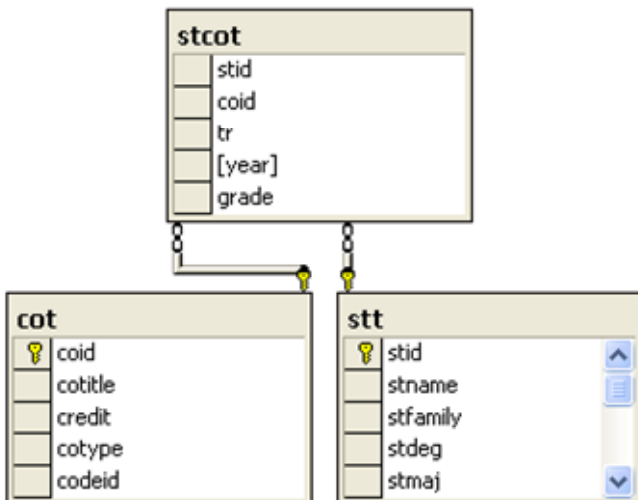 stcot
stid
coid
tr
[year]
grade
cot
coid
cotitle
credit
cotype
codeid
stt
stid
stname
stfamily
stdeg
stmaj